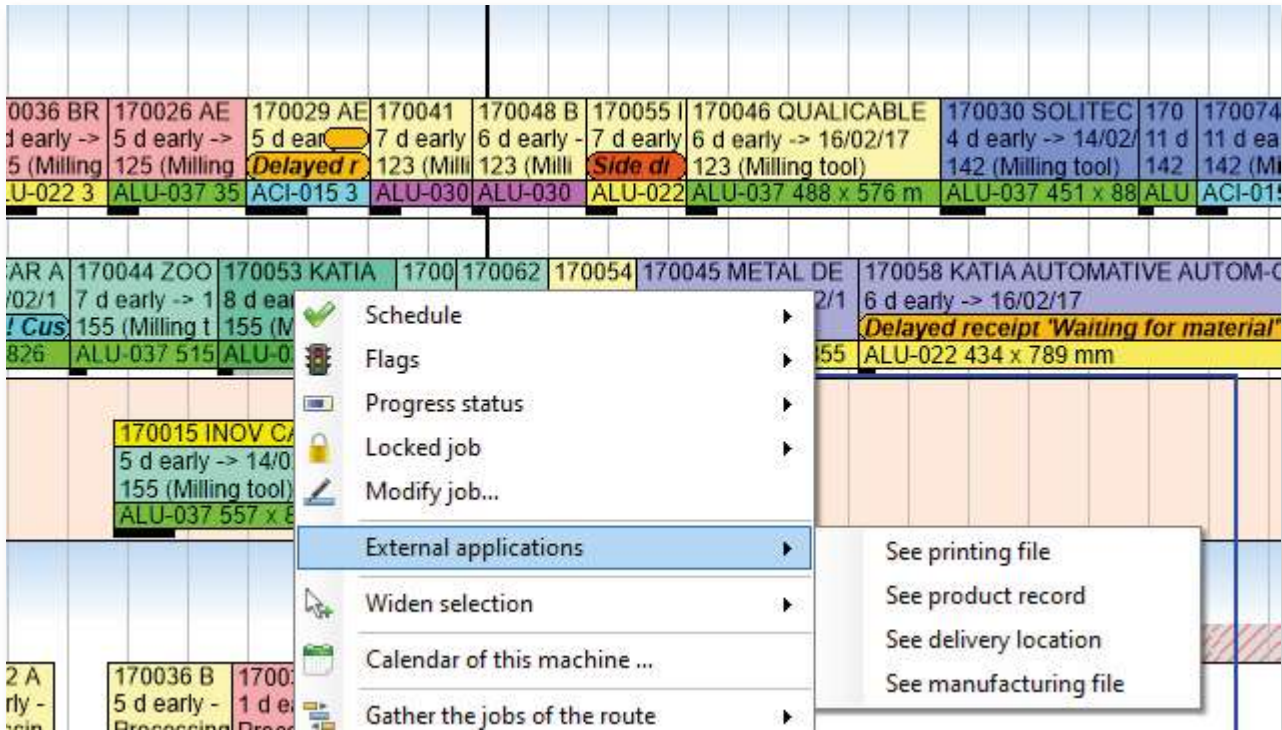 0036 BR 170026 AE 170029 AE 170041 170048 B 170055 I 170046 QUALICABLE 170030 SOLITEC 170 170074
d early -> 5 d early -> 5 d ear 7 d early 6 d early - 7 d early 6 d early -> 16/02/17 4 d early -> 14/02/ 11 d 11 d ea
5 (Milling 125 (Milling Delayed r 123 (Milli 123 (Milli Side di 123 (Milling tool) 142 (Milling tool) 142 142 (Mi
LU-022 3 ALU-037 35 ACI-015 3 ALU-030 ALU-030 ALU-022 ALU-037 488 x 576 m ALU-037 451 x 88 ALU ACI-015
CAR A 170044 ZOO 170053 KATIA 1700 170062 170054 170045 METAL DE 170058 KATIA AUTOMATIVE AUTOM-C
/02/1 7 d early -> 1 8 d ear 2/1 6 d early -> 16/02/17
! Cus 155 (Milling t 155 (M Delayed receipt 'Waiting for material'
826 ALU-037 515 ALU-0 355 ALU-022 434 x 789 mm
170015 INOV CA
5 d early -> 14/0
155 (Milling tool)
ALU-037 557 x 8
Schedule
Flags
Progress status
Locked job
Modify job...
External applications
See printing file
See product record
See delivery location
See manufacturing file
Widen selection
Calendar of this machine ...
Gather the jobs of the route
2 A 170036 B 1700
rly - 5 d early - 1 d ea